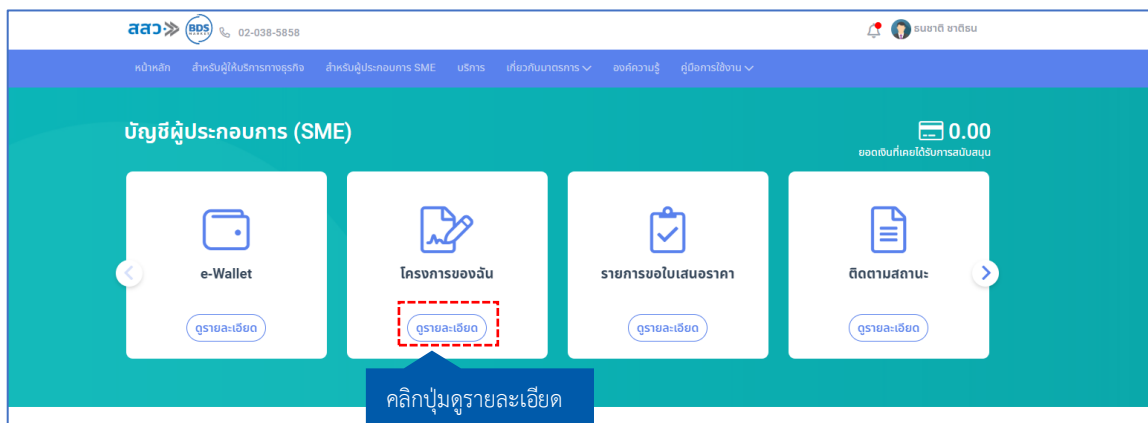 สสว BDS 02-038-5858 ธนชาติ ชาติธน
หน้าหลัก สำหรับผู้ให้บริการทางธุรกิจ สำหรับผู้ประกอบการ SME บริการ เกี่ยวกับมาตรการ องค์ความรู้ คู่มือการใช้งาน
บัญชีผู้ประกอบการ (SME) 0.00
ยอดเงินที่เคยได้รับการสนับสนุน
e-Wallet โครงการของฉัน รายการขอใบเสนอราคา ติดตามสถานะ
ดูรายละเอียด ดูรายละเอียด ดูรายละเอียด ดูรายละเอียด
คลิกปุ่มดูรายละเอียด